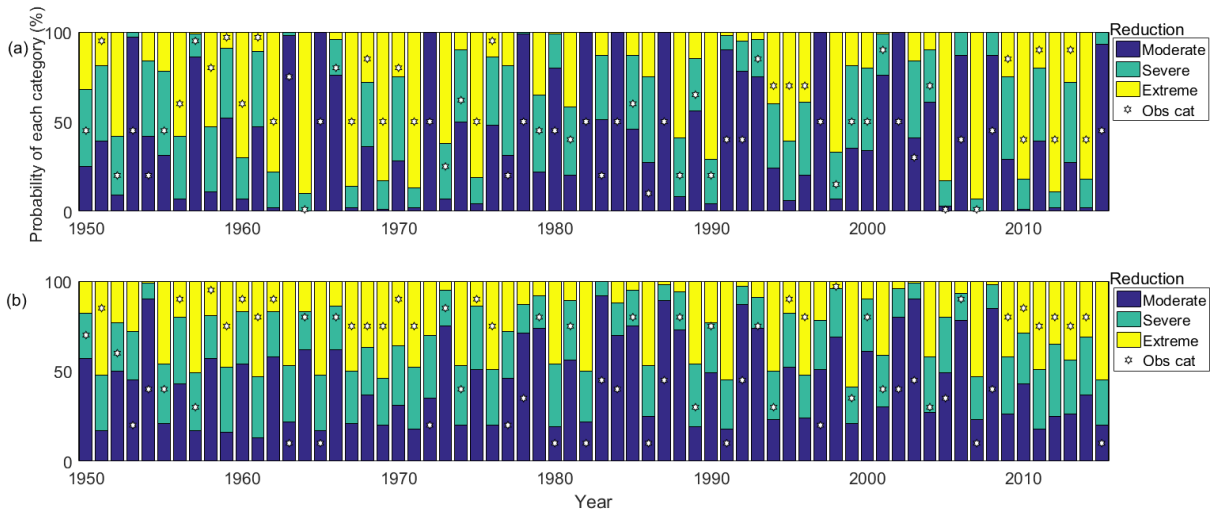 (a)
Probability of each category (%)
100
50
0
1950 1960 1970 1980 1990 2000 2010
Reduction
Moderate
Severe
Extreme
Obs cat
(b)
100
50
0
1950 1960 1970 1980 1990 2000 2010
Year
Reduction
Moderate
Severe
Extreme
Obs cat